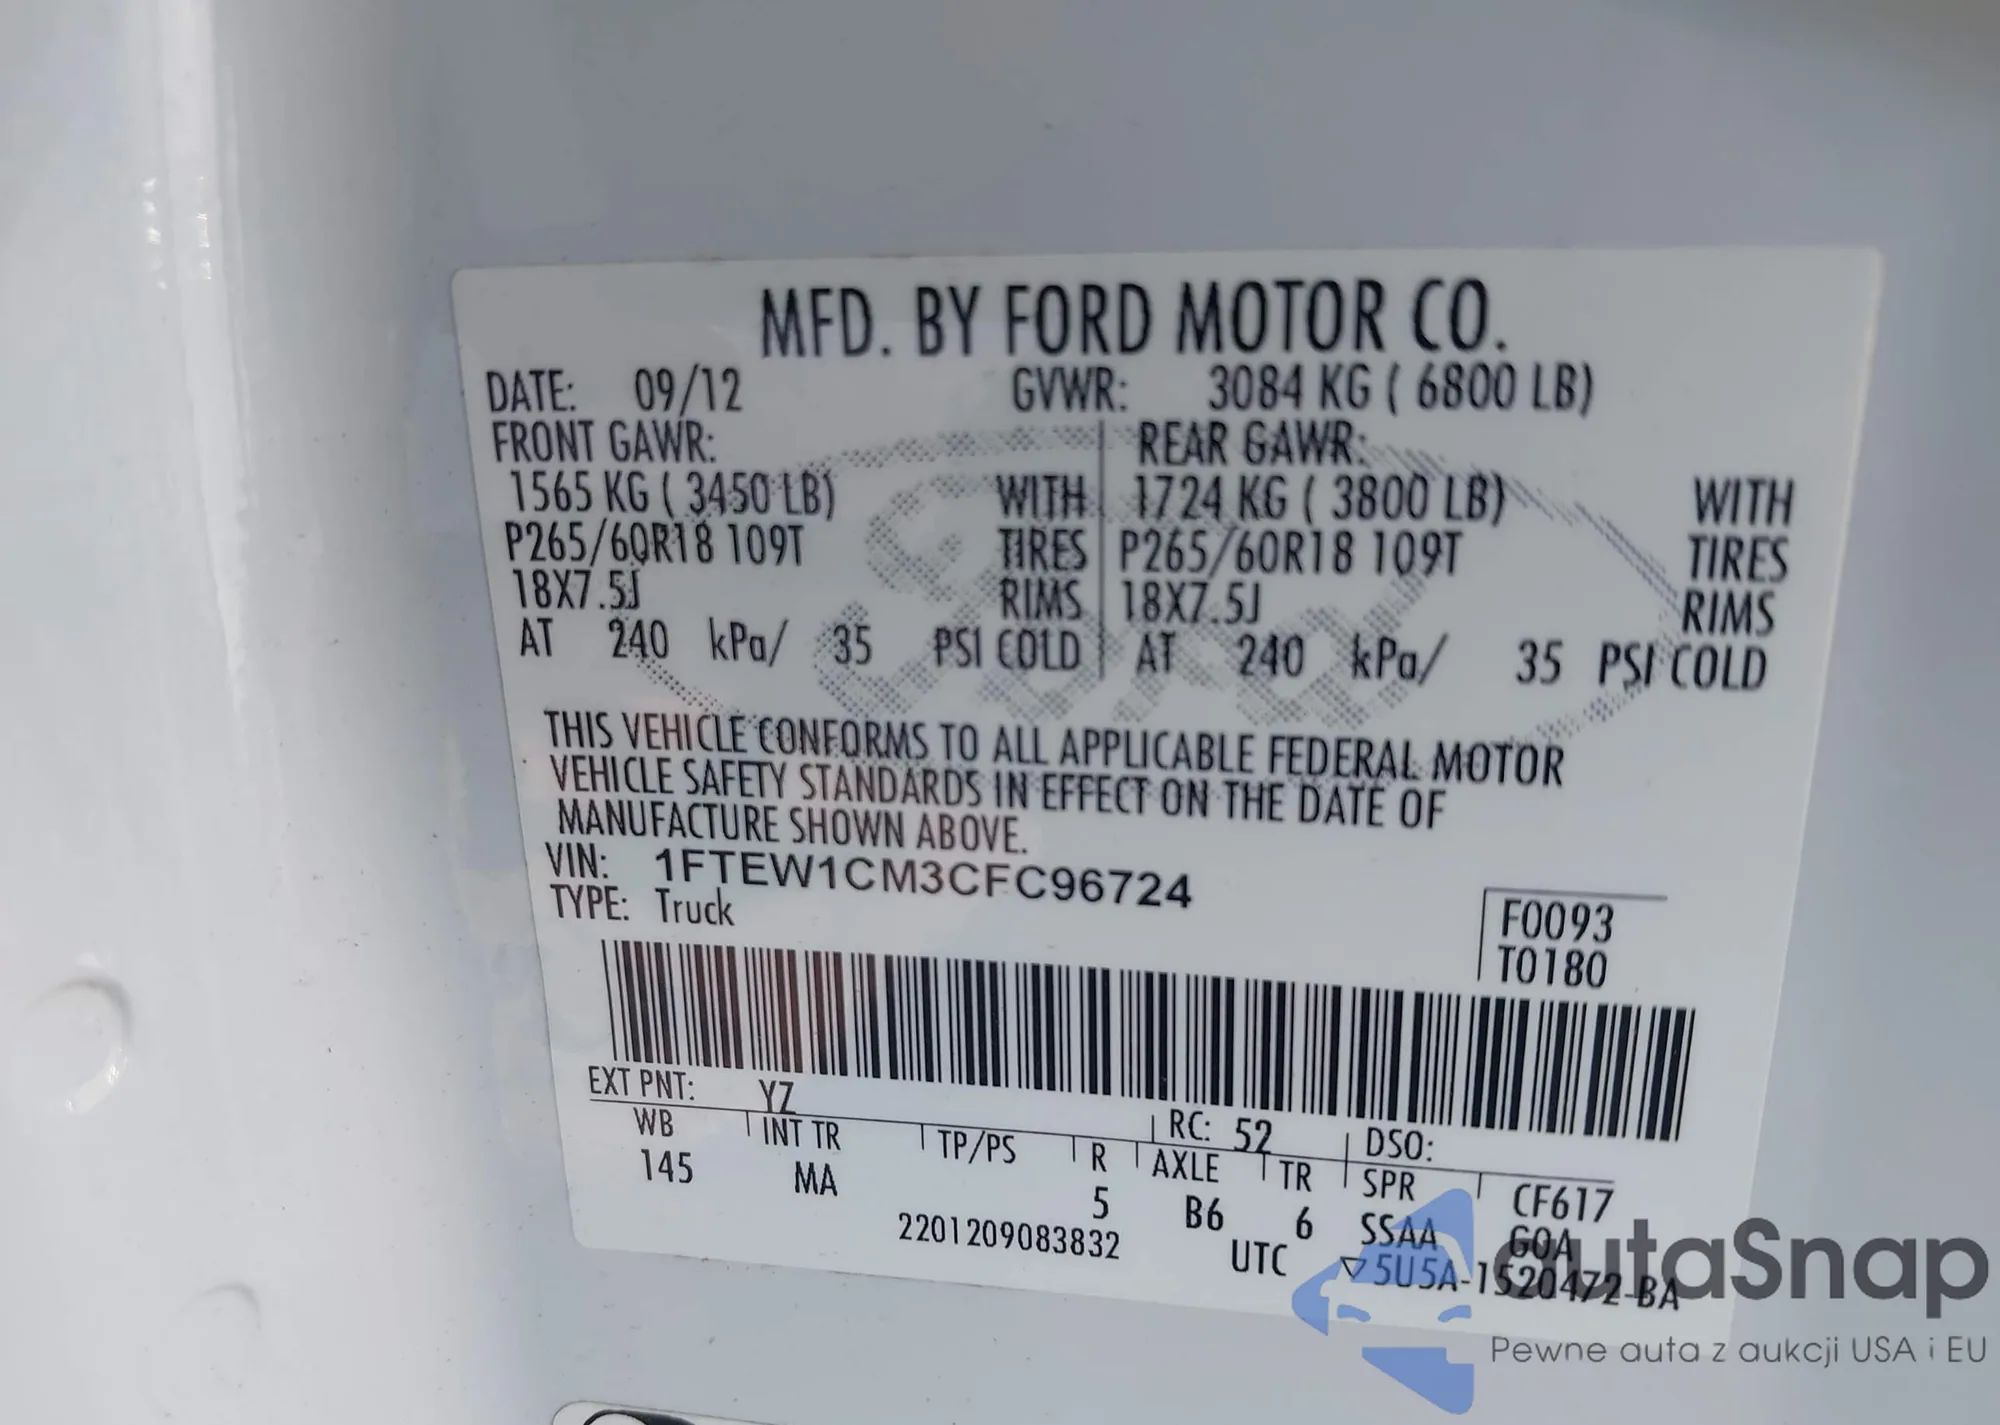 MFD. BY FORD MOTOR CO.
DATE: 09/12 GVWR: 3084 KG ( 6800 LB)
FRONT GAWR: REAR GAWR:
1565 KG ( 3450 LB) WITH 1724 KG ( 3800 LB) WITH
P265/60R18 109T TIRES P265/60R18 109T TIRES
18X7.5J RIMS 18X7.5J RIMS
AT 240 kPa/ 35 PSI COLD AT 240 kPa/ 35 PSI COLD
THIS VEHICLE CONFORMS TO ALL APPLICABLE FEDERAL MOTOR
VEHICLE SAFETY STANDARDS IN EFFECT ON THE DATE OF
MANUFACTURE SHOWN ABOVE.
VIN: 1FTEW1CM3CFC96724
TYPE: Truck
F0093
T0180
EXT PNT: YZ RC: 52 DSO:
WB INT TR TP/PS R AXLE TR SPR CF617
145 MA 5 B6 6 SSAA GOA
2201209083832 UTC ▽5U5A-1520472-BA
autaSnap
Pewne auta z aukcji USA i EU